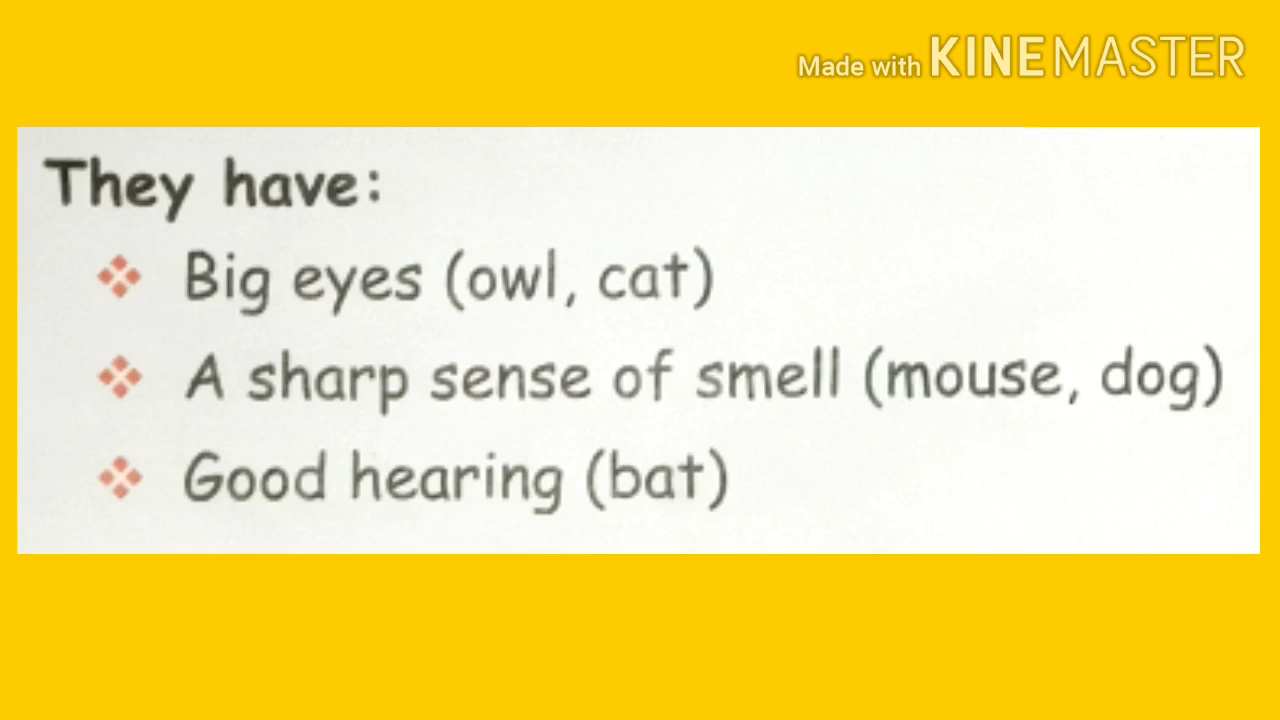 Made with KINEMASTER
They have:
Big eyes (owl, cat)
A sharp sense of smell (mouse, dog)
Good hearing (bat)